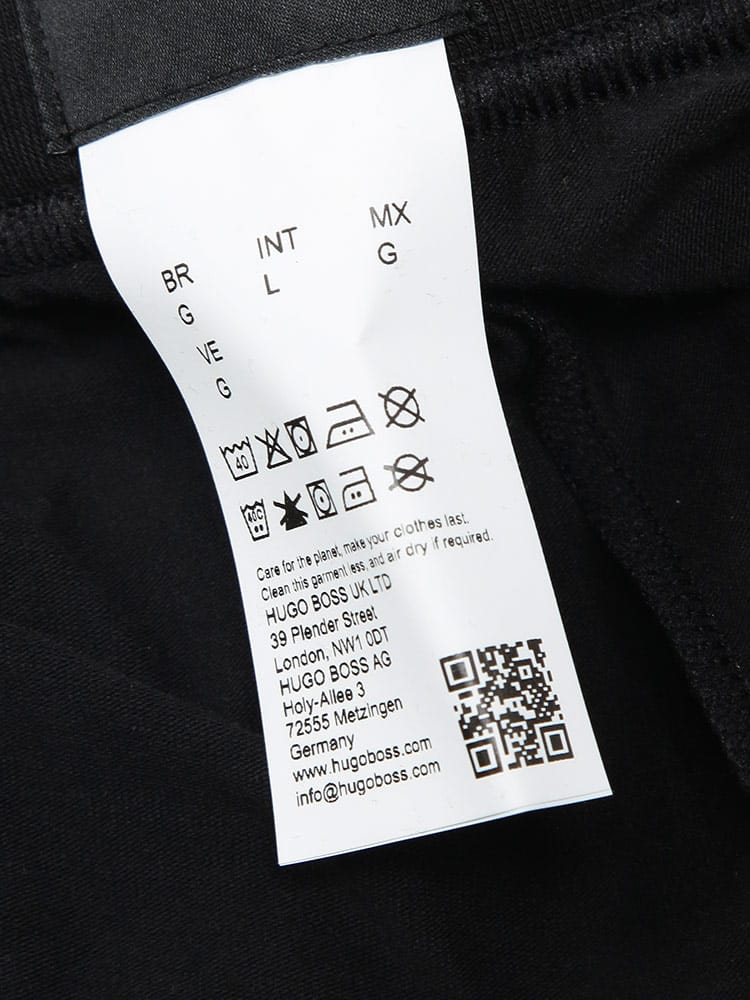 BR INT MX
G L G
VE
G
40
40C
Care for the planet, make your clothes last.
Clean this garment less, and air dry if required.
HUGO BOSS UK LTD
39 Plender Street
London, NW1 0DT
HUGO BOSS AG
Holy-Allee 3
72555 Metzingen
Germany
www.hugoboss.com
info@hugoboss.com